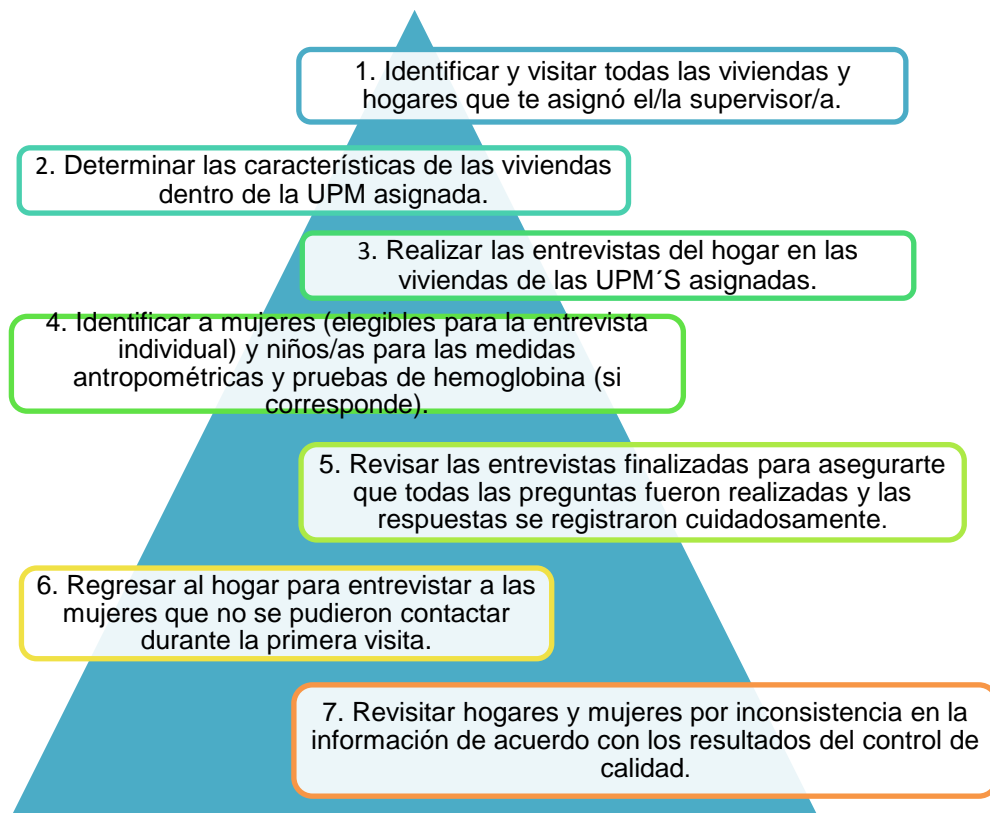 1. Identificar y visitar todas las viviendas y
hogares que te asignó el/la supervisor/a.
2. Determinar las características de las viviendas
dentro de la UPM asignada.
3. Realizar las entrevistas del hogar en las
viviendas de las UPM´S asignadas.
4. Identificar a mujeres (elegibles para la entrevista
individual) y niños/as para las medidas
antropométricas y pruebas de hemoglobina (si
corresponde).
5. Revisar las entrevistas finalizadas para asegurarte
que todas las preguntas fueron realizadas y las
respuestas se registraron cuidadosamente.
6. Regresar al hogar para entrevistar a las
mujeres que no se pudieron contactar
durante la primera visita.
7. Revisitar hogares y mujeres por inconsistencia en la
información de acuerdo con los resultados del control de
calidad.